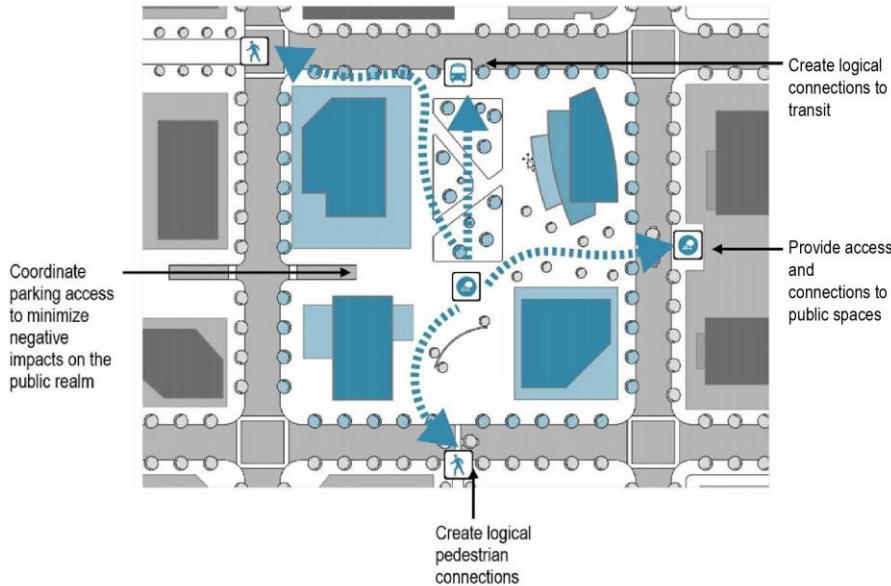 Create logical
connections to
transit
Provide access
and
connections to
public spaces
Coordinate
parking access
to minimize
negative
impacts on the
public realm
Create logical
pedestrian
connections